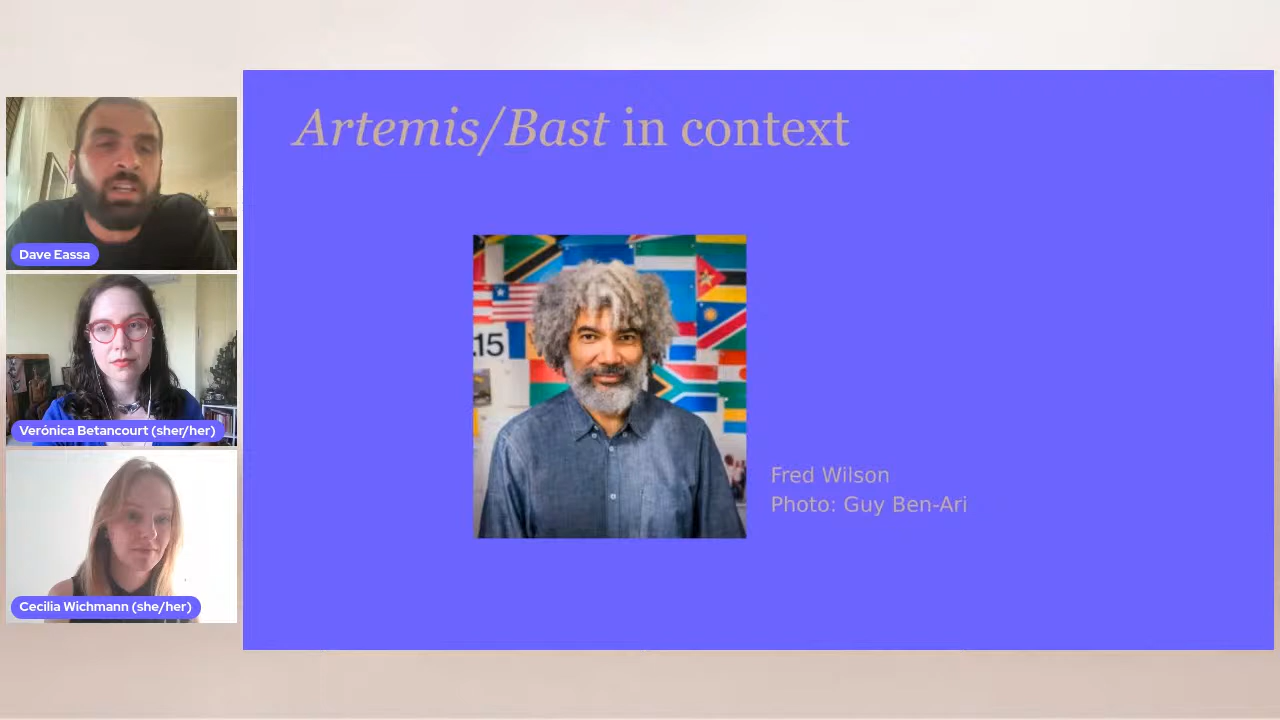 Artemis/Bast in context
Dave Eassa
Verónica Betancourt (sher/her)
Cecilia Wichmann (she/her)
15
Fred Wilson
Photo: Guy Ben-Ari